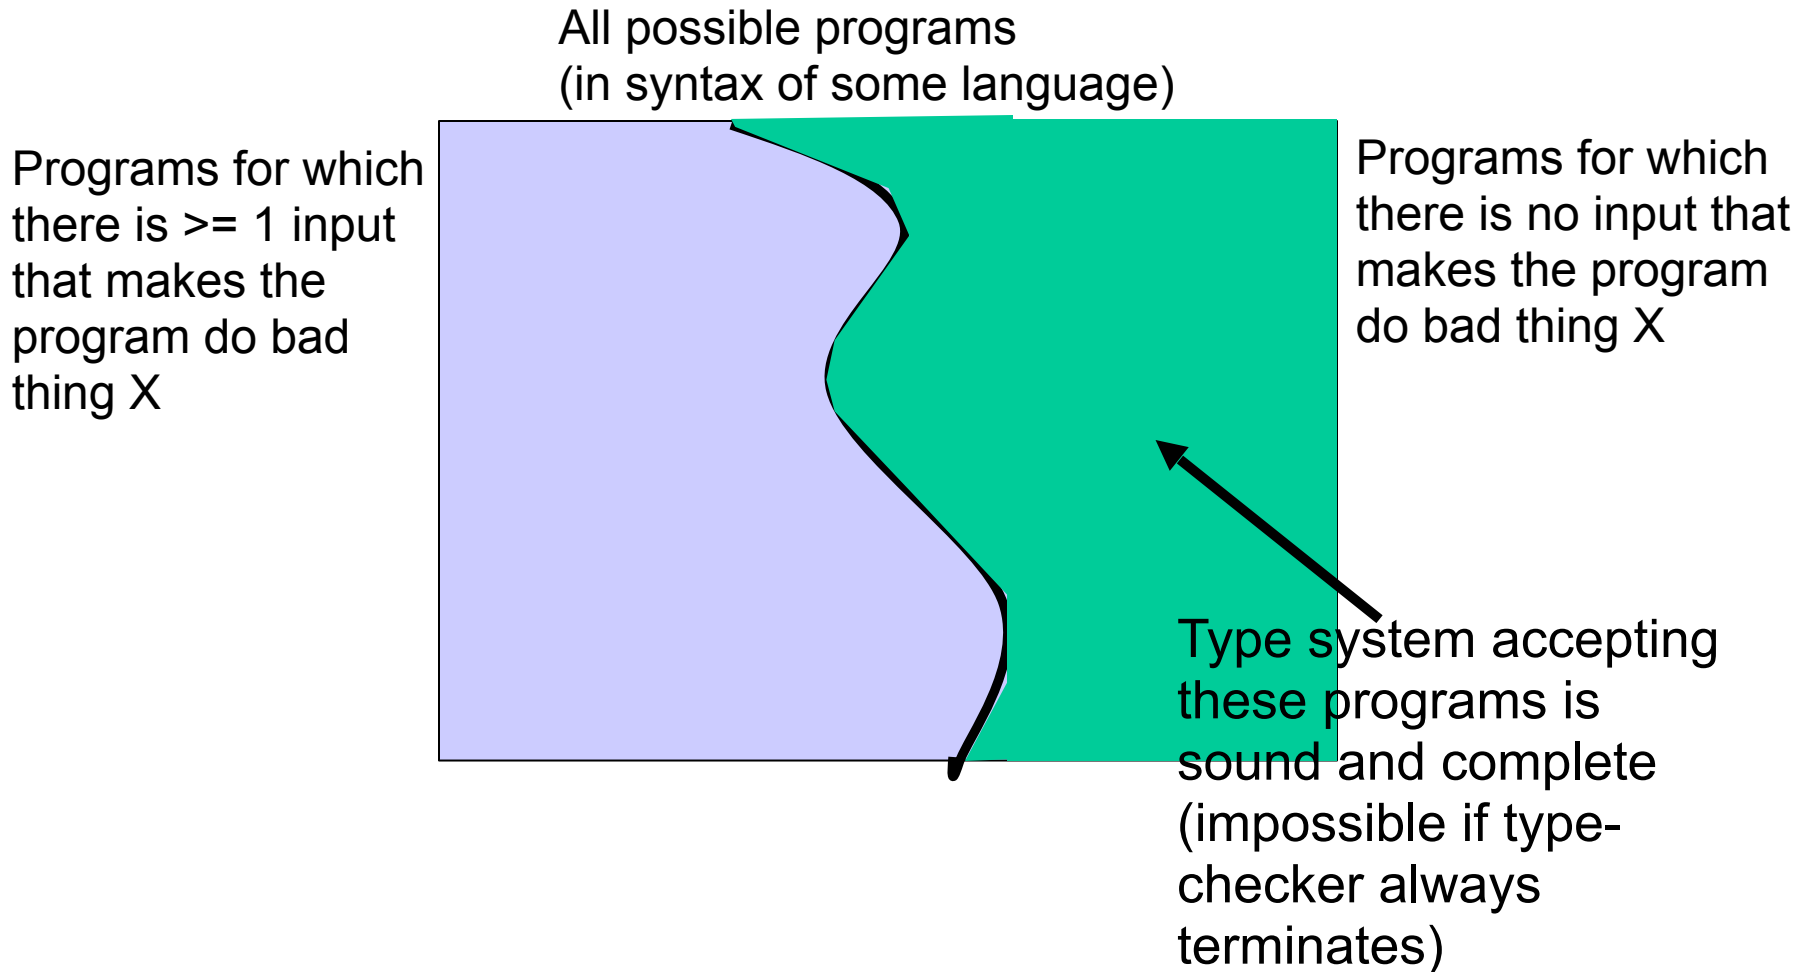 All possible programs
(in syntax of some language)
Programs for which
there is >= 1 input
that makes the
program do bad
thing X
Programs for which
there is no input that
makes the program
do bad thing X
Type system accepting
these programs is
sound and complete
(impossible if type-
checker always
terminates)